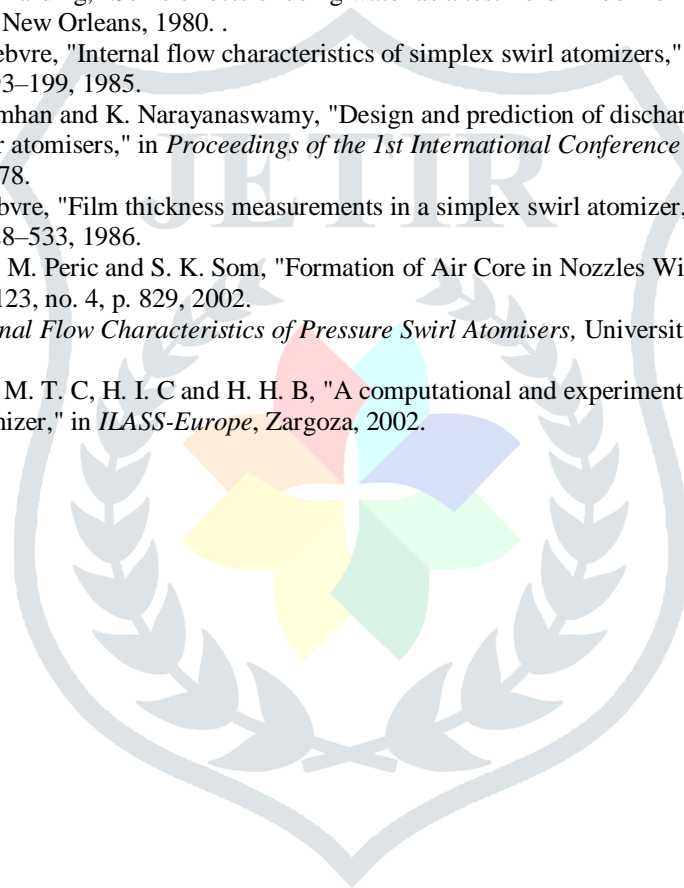 New Orleans, 1980. .
ebvre, "Internal flow characteristics of simplex swirl atomizers,"
93–199, 1985.
mhan and K. Narayanaswamy, "Design and prediction of dischar
r atomisers," in Proceedings of the 1st International Conference
78.
bvre, "Film thickness measurements in a simplex swirl atomizer,
8–533, 1986.
M. Peric and S. K. Som, "Formation of Air Core in Nozzles Wi
123, no. 4, p. 829, 2002.
nal Flow Characteristics of Pressure Swirl Atomisers, Universit
M. T. C, H. I. C and H. H. B, "A computational and experiment
nizer," in ILASS-Europe, Zargoza, 2002.
JETIR